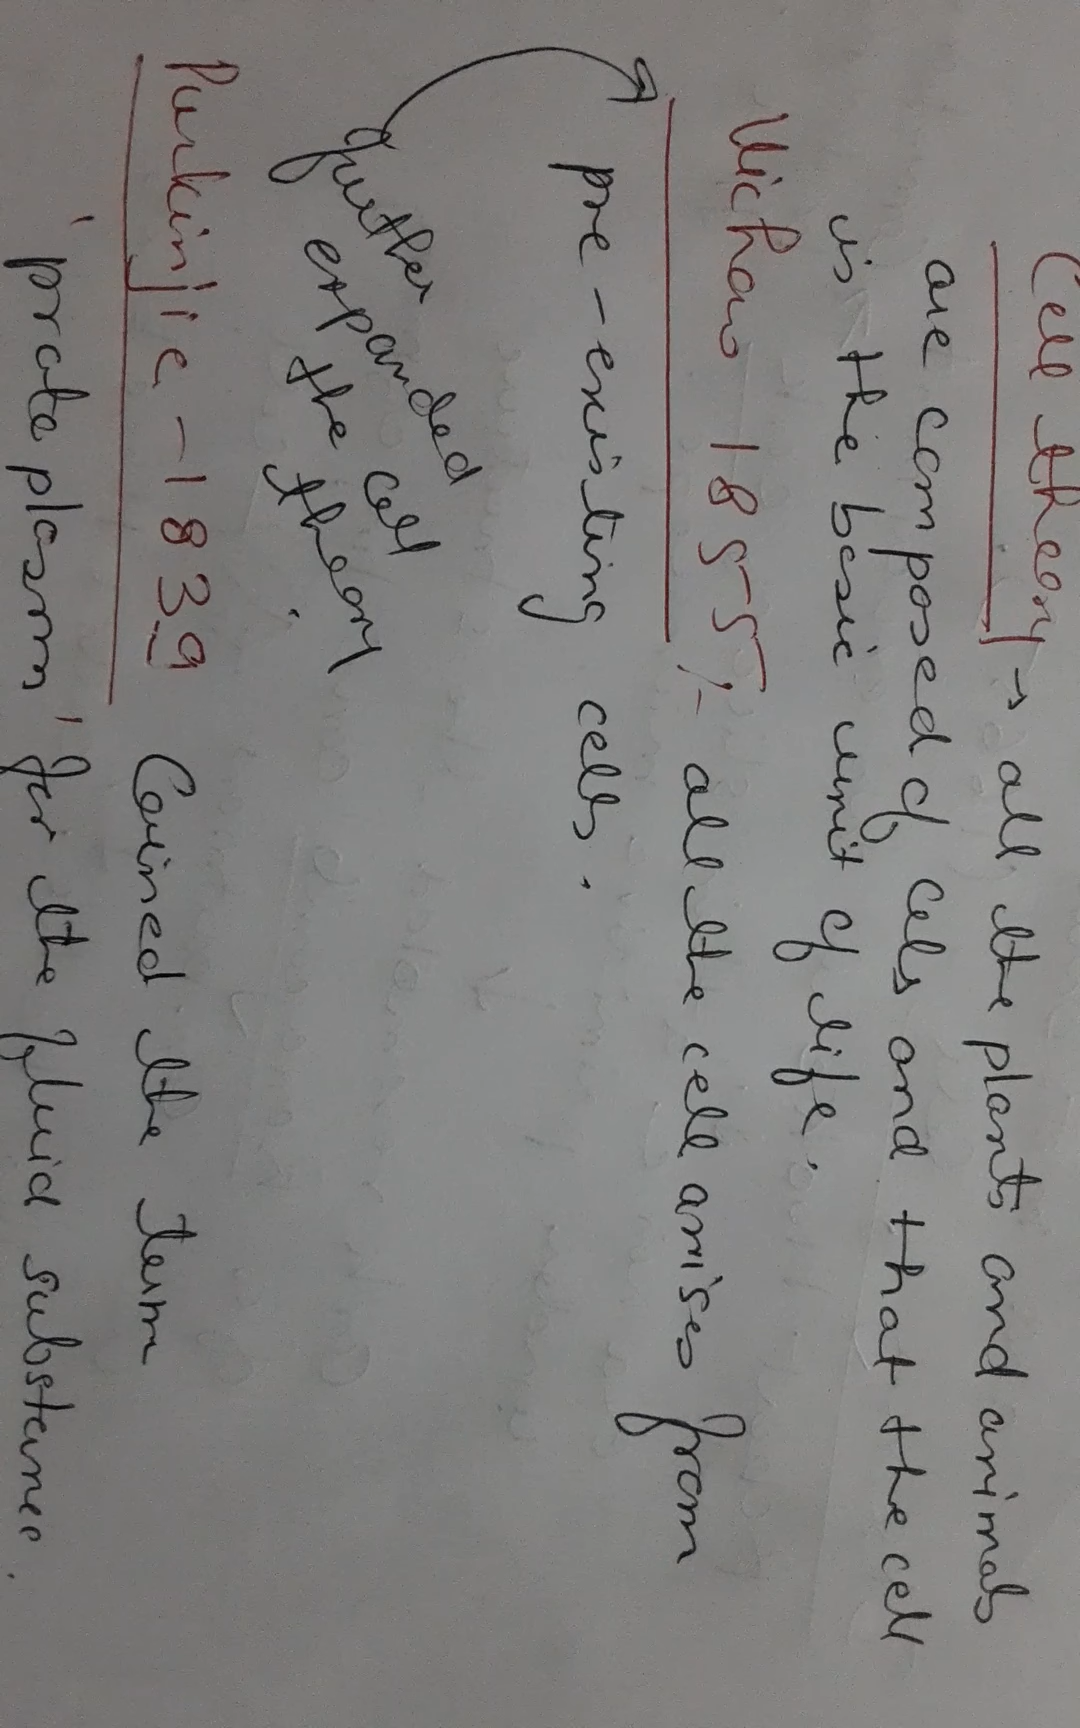 Cell theory → all the plants and animals
are composed of cells and that the cell
is the basic unit of life.
Vichow 1855:- all the cell arises from
pre-existing cells.
further
expanded
the cell
theory.
Purkinjie - 1839 Coined the term
'protoplasm' for the fluid substance.